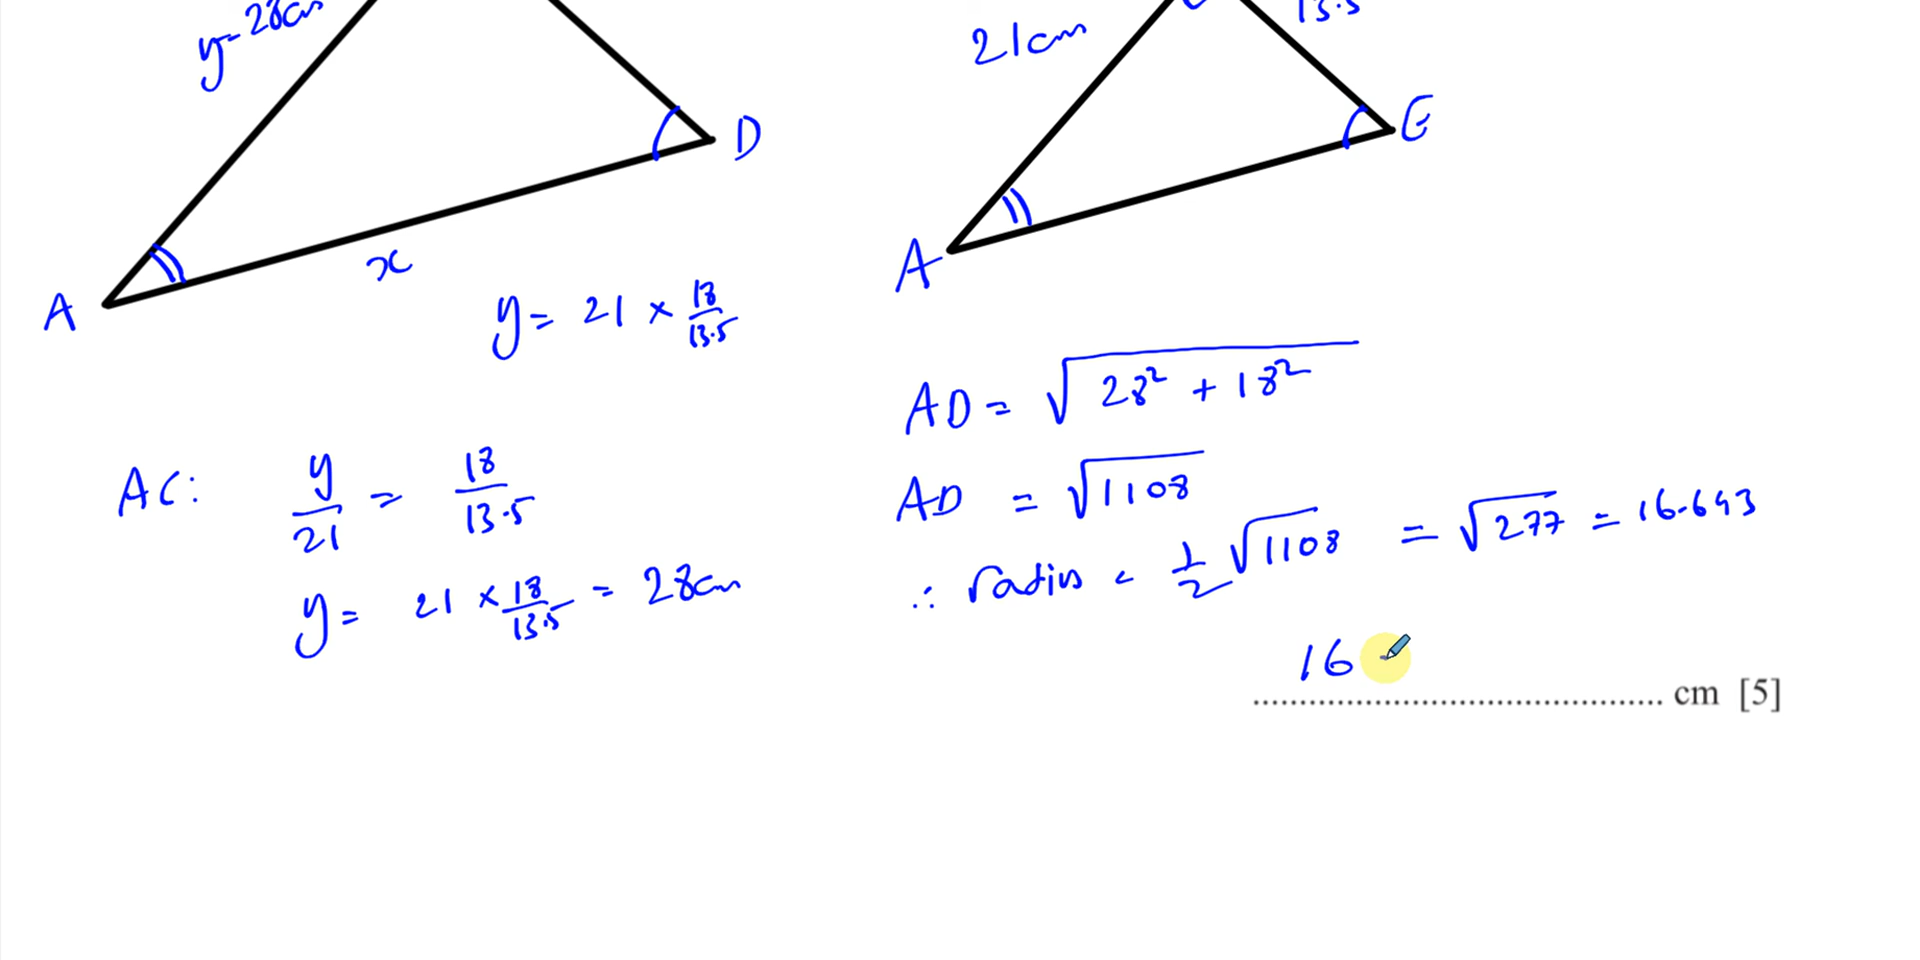 y=28cm
21cm
13.5
D
E
A
x
A
y = 21 × 18/13.5
AD = √(28² + 18²)
AC: y/21 = 18/13.5
AD = √1108
∴ radius = 1/2 √1108 = √277 = 16.643
y = 21 × 18/13.5 = 28cm
16
........................................... cm [5]